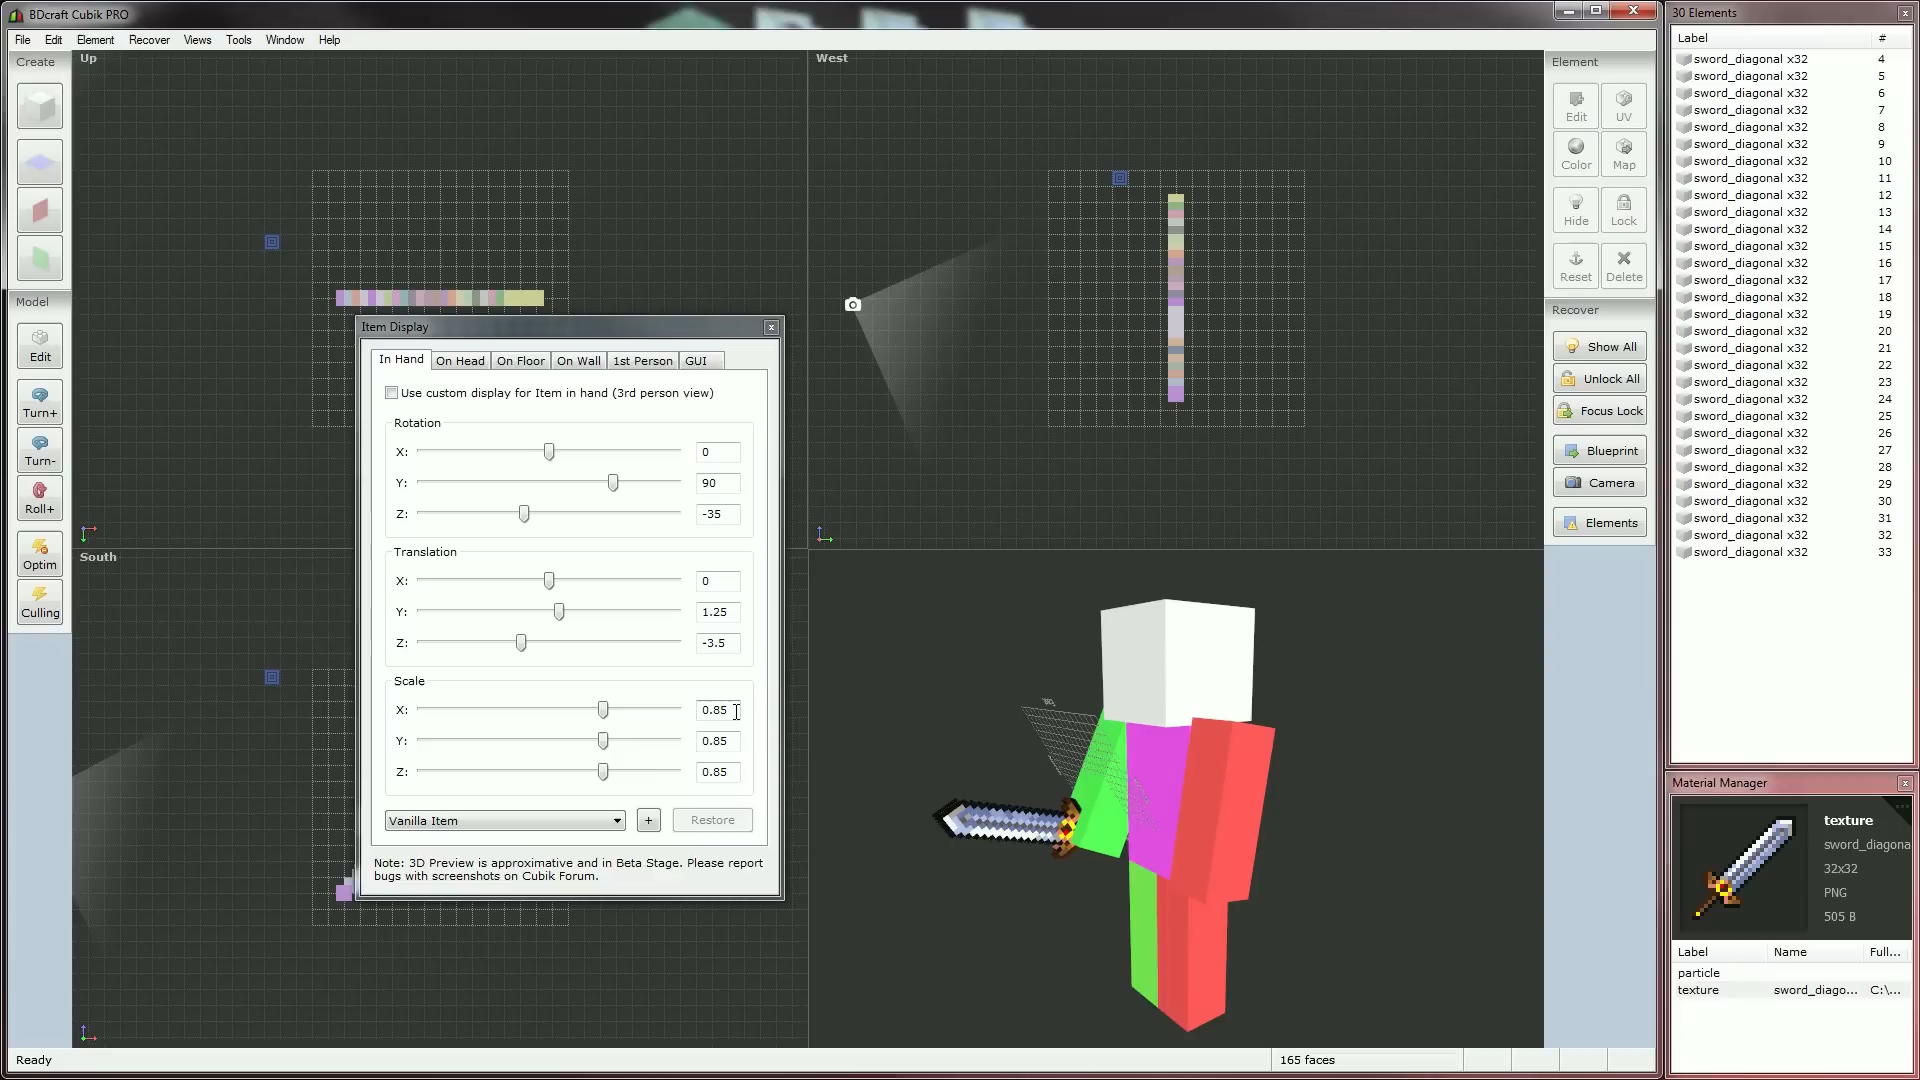 BDcraft Cubik PRO
File Edit Element Recover Views Tools Window Help
Create
Model
Edit
Turn+
Turn-
Roll+
Optim
Culling
Up
West
South
Item Display
In Hand On Head On Floor On Wall 1st Person GUI
Use custom display for Item in hand (3rd person view)
Rotation
X: 0
Y: 90
Z: -35
Translation
X: 0
Y: 1.25
Z: -3.5
Scale
X: 0.85
Y: 0.85
Z: 0.85
Vanilla Item + Restore
Note: 3D Preview is approximative and in Beta Stage. Please report
bugs with screenshots on Cubik Forum.
Element
Edit UV
Color Map
Hide Lock
Reset Delete
Recover
Show All
Unlock All
Focus Lock
Blueprint
Camera
Elements
30 Elements
Label #
sword_diagonal x32 4
sword_diagonal x32 5
sword_diagonal x32 6
sword_diagonal x32 7
sword_diagonal x32 8
sword_diagonal x32 9
sword_diagonal x32 10
sword_diagonal x32 11
sword_diagonal x32 12
sword_diagonal x32 13
sword_diagonal x32 14
sword_diagonal x32 15
sword_diagonal x32 16
sword_diagonal x32 17
sword_diagonal x32 18
sword_diagonal x32 19
sword_diagonal x32 20
sword_diagonal x32 21
sword_diagonal x32 22
sword_diagonal x32 23
sword_diagonal x32 24
sword_diagonal x32 25
sword_diagonal x32 26
sword_diagonal x32 27
sword_diagonal x32 28
sword_diagonal x32 29
sword_diagonal x32 30
sword_diagonal x32 31
sword_diagonal x32 32
sword_diagonal x32 33
Material Manager
texture
sword_diagona
32x32
PNG
505 B
Label Name Full...
particle
texture sword_diago... C:\...
Ready
165 faces